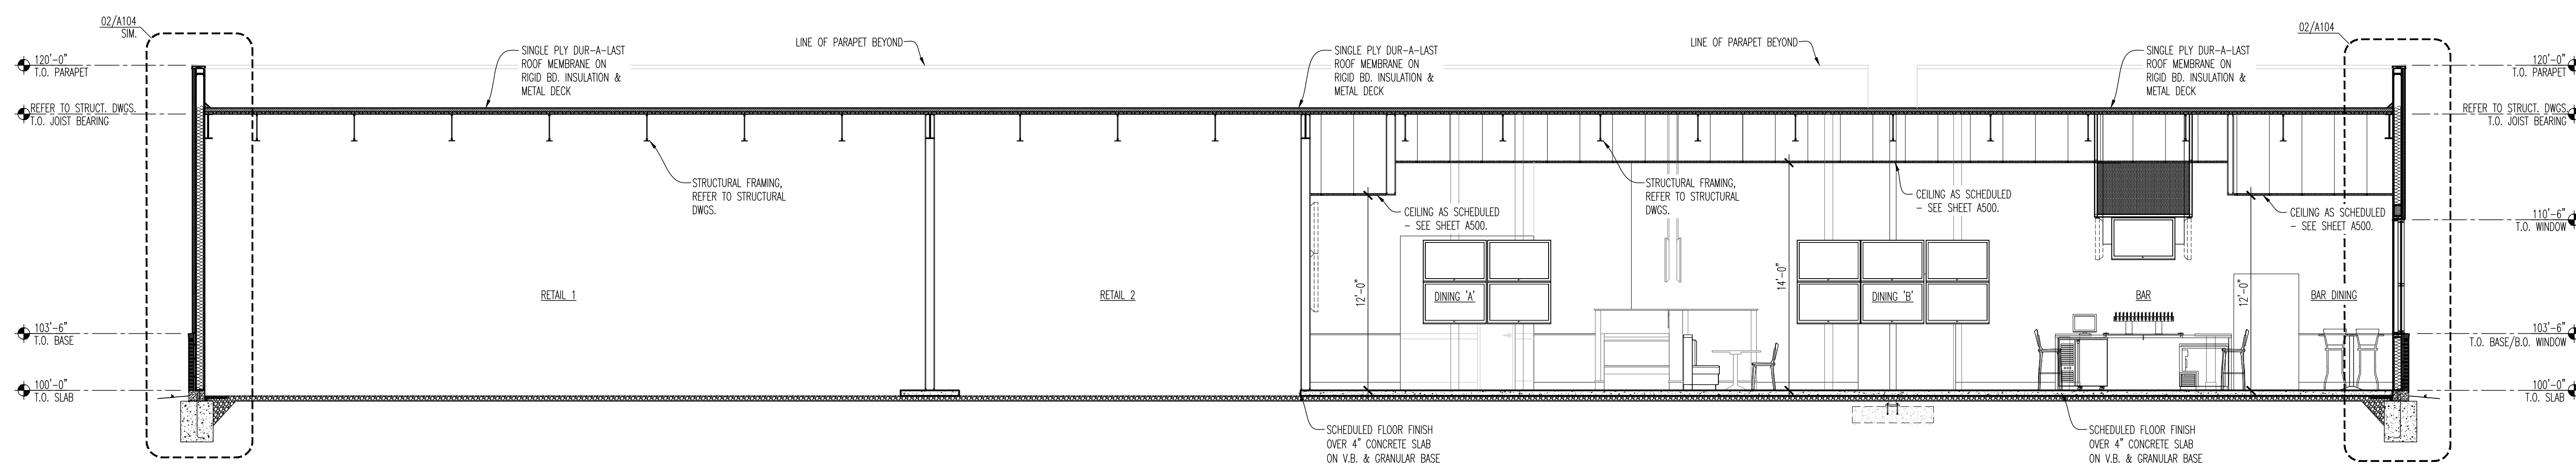 02/A104
SIM.
120'-0"
T.O. PARAPET
REFER TO STRUCT. DWGS.
T.O. JOIST BEARING
103'-6"
T.O. BASE
100'-0"
T.O. SLAB
SINGLE PLY DUR-A-LAST
ROOF MEMBRANE ON
RIGID BD. INSULATION &
METAL DECK
LINE OF PARAPET BEYOND
STRUCTURAL FRAMING,
REFER TO STRUCTURAL
DWGS.
RETAIL 1
RETAIL 2
SINGLE PLY DUR-A-LAST
ROOF MEMBRANE ON
RIGID BD. INSULATION &
METAL DECK
LINE OF PARAPET BEYOND
12'-0"
CEILING AS SCHEDULED
- SEE SHEET A500.
DINING 'A'
STRUCTURAL FRAMING,
REFER TO STRUCTURAL
DWGS.
14'-0"
CEILING AS SCHEDULED
- SEE SHEET A500.
DINING 'B'
SINGLE PLY DUR-A-LAST
ROOF MEMBRANE ON
RIGID BD. INSULATION &
METAL DECK
BAR
12'-0"
CEILING AS SCHEDULED
- SEE SHEET A500.
BAR DINING
SCHEDULED FLOOR FINISH
OVER 4" CONCRETE SLAB
ON V.B. & GRANULAR BASE
SCHEDULED FLOOR FINISH
OVER 4" CONCRETE SLAB
ON V.B. & GRANULAR BASE
02/A104
120'-0"
T.O. PARAPET
REFER TO STRUCT. DWGS.
T.O. JOIST BEARING
110'-6"
T.O. WINDOW
103'-6"
T.O. BASE/B.O. WINDOW
100'-0"
T.O. SLAB